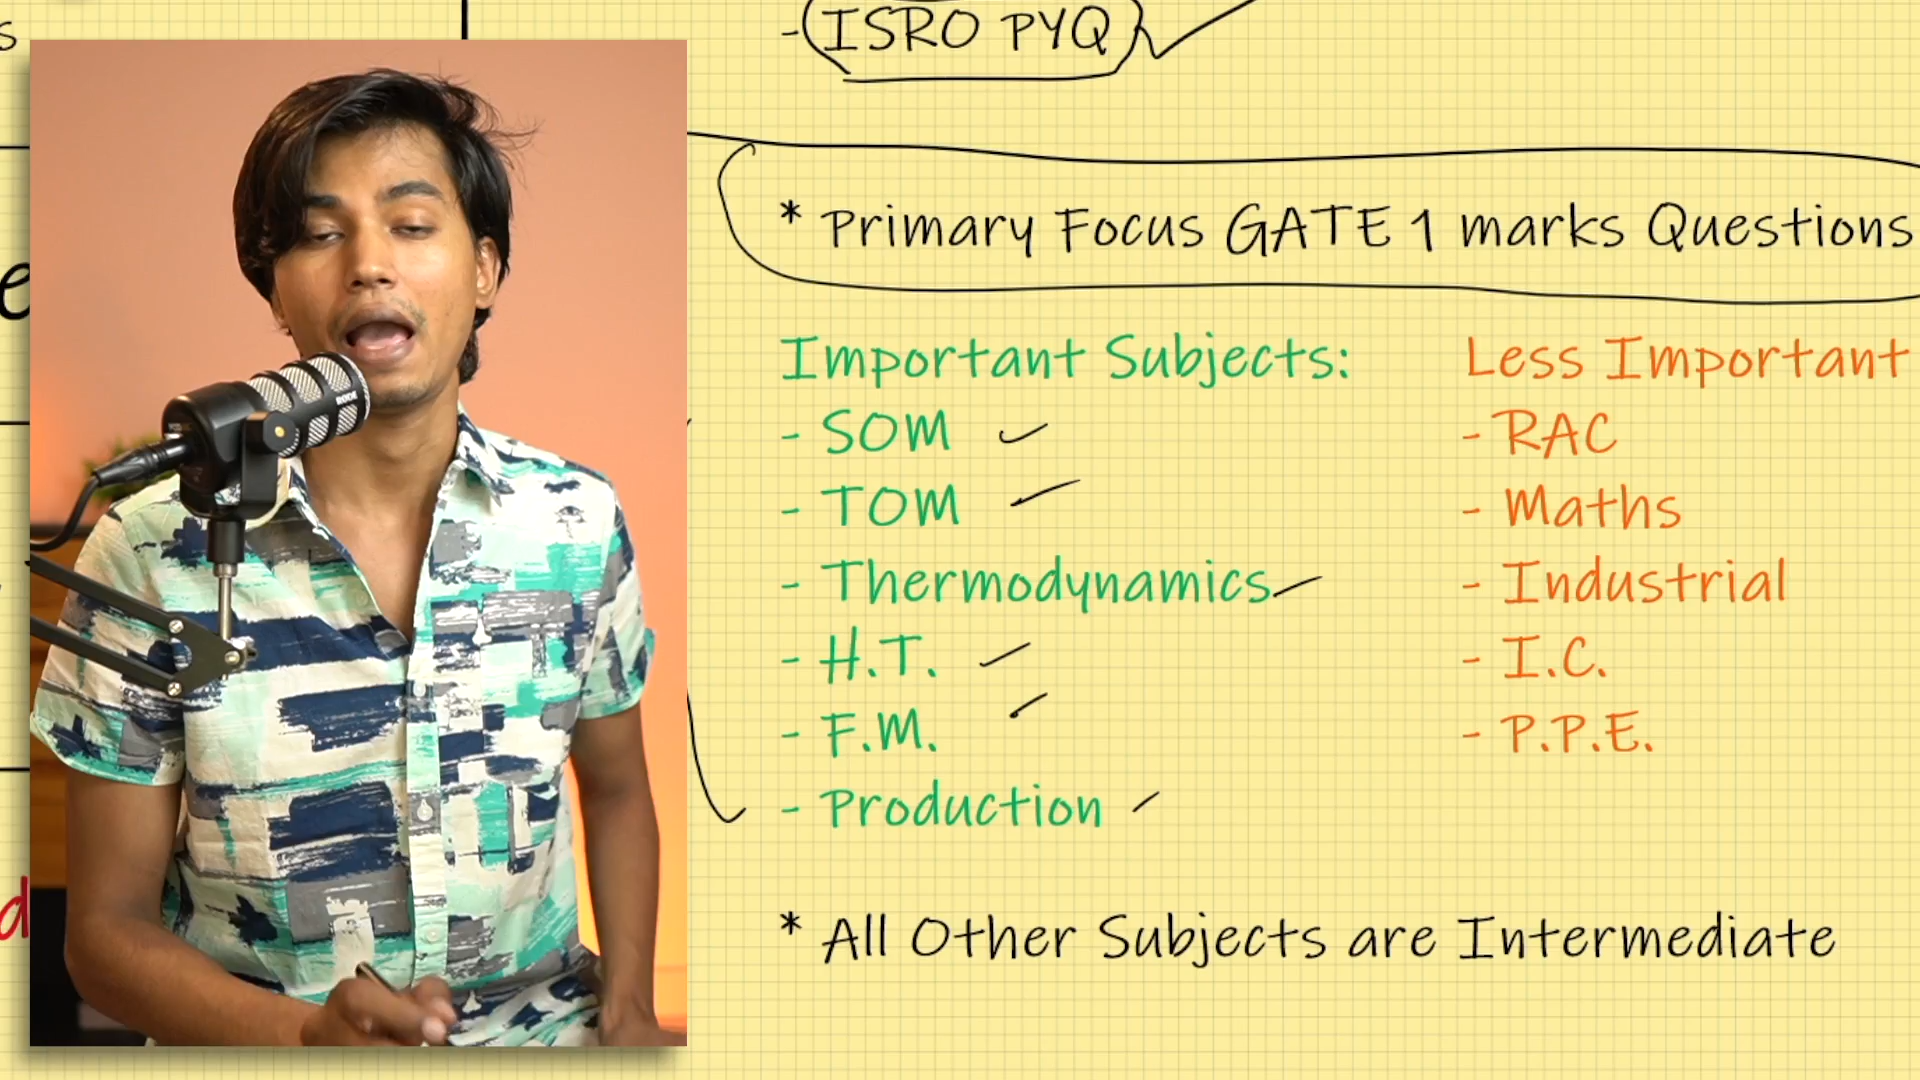 s
- ISRO PYQ
* Primary Focus GATE 1 marks Questions
e
Important Subjects:
- SOM
- TOM
- Thermodynamics
- H.T.
- F.M.
- Production
Less Important
- RAC
- Maths
- Industrial
- I.C.
- P.P.E.
d
* All Other Subjects are Intermediate
RODE